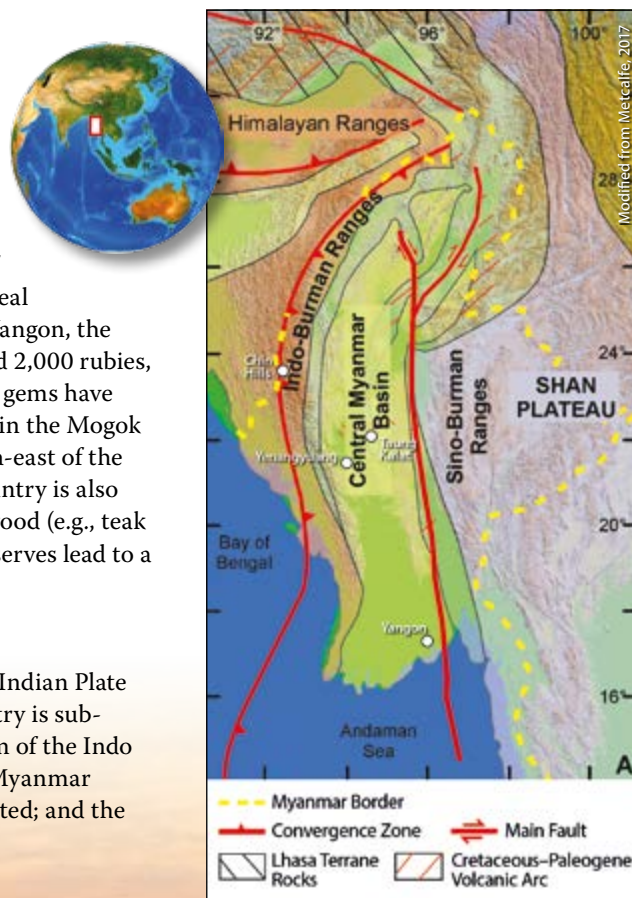 eal
angon, the
d 2,000 rubies,
gems have
in the Mogok
-east of the
ntry is also
ood (e.g., teak
serves lead to a
Indian Plate
try is sub-
n of the Indo
Myanmar
ted; and the
92°
96°
100°
Modified from Metcalfe, 2017
Himalayan Ranges
28
Indo-Burman Ranges
24°
Chin
Hills
Central Myanmar
Basin
Sino-Burman
Ranges
SHAN
PLATEAU
Taung
Kalat
Yenangyaung
20°
Bay of
Bengal
Yangon
16°
Andaman
Sea
A
Myanmar Border
Convergence Zone
Main Fault
Lhasa Terrane
Rocks
Cretaceous–Paleogene
Volcanic Arc